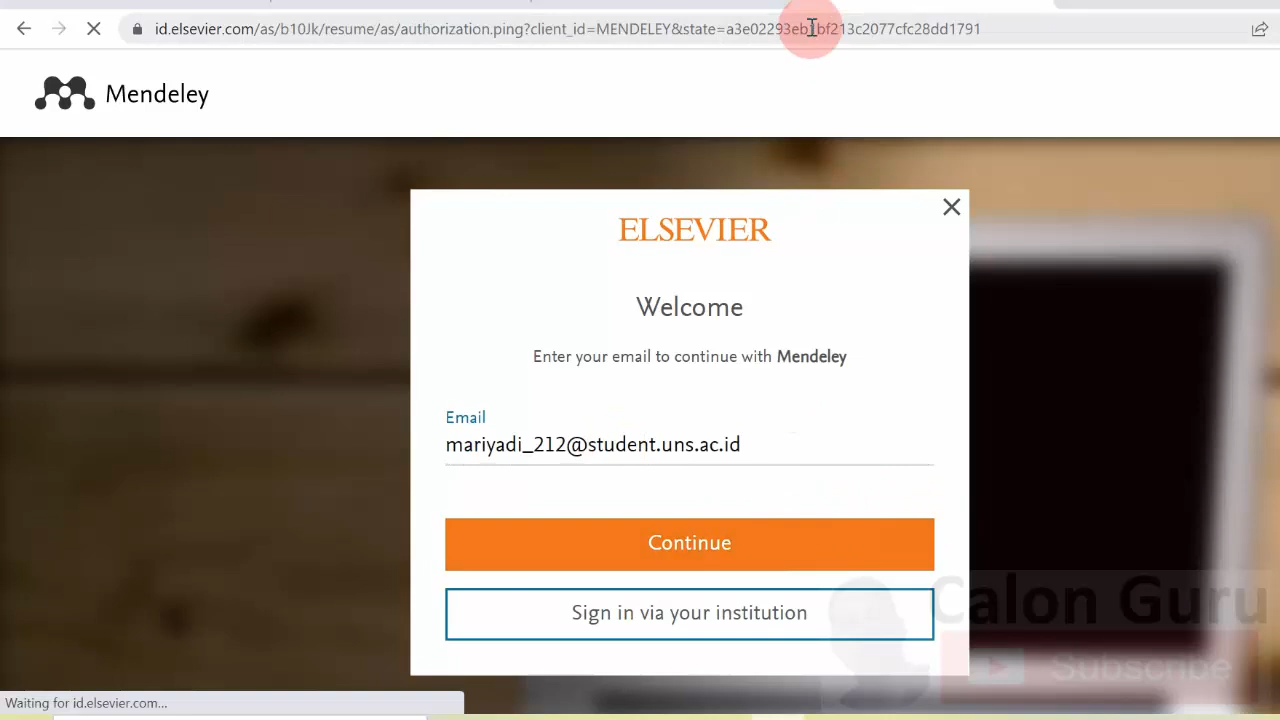 id.elsevier.com/as/b10Jk/resume/as/authorization.ping?client_id=MENDELEY&state=a3e02293eb1bf213c2077cfc28dd1791
Mendeley
ELSEVIER
Welcome
Enter your email to continue with Mendeley
Email
mariyadi_212@student.uns.ac.id
Continue
Sign in via your institution
Calon Guru
Subscribe
Waiting for id.elsevier.com...